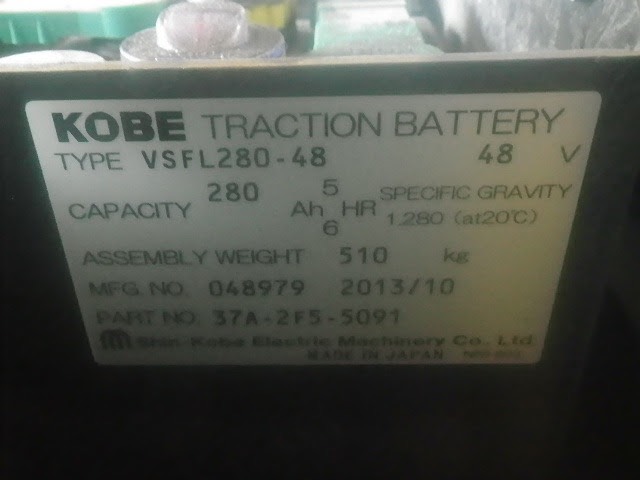 KOBE TRACTION BATTERY
TYPE VSFL280-48 48 V
CAPACITY 280 Ah 5 HR SPECIFIC GRAVITY
6 1.280 (at20℃)
ASSEMBLY WEIGHT 510 kg
MFG. NO. 048979 2013/10
PART NO. 37A-2F5-5091
Shin-Kobe Electric Machinery Co., Ltd.
MADE IN JAPAN